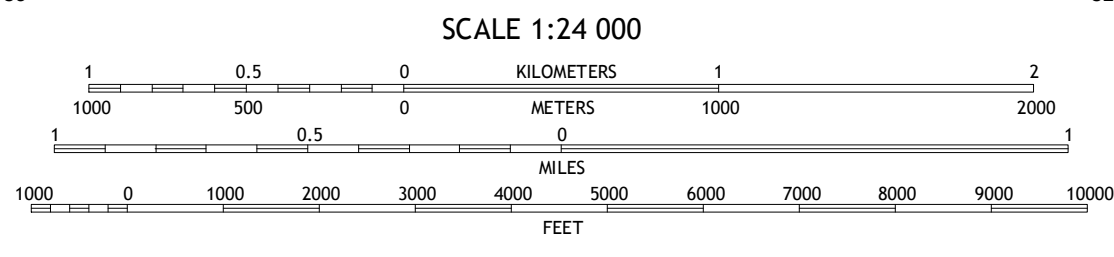 SCALE 1:24 000
1 0.5 0 KILOMETERS 1 2
1000 500 0 METERS 1000 2000
1 0.5 0 1
MILES
1000 0 1000 2000 3000 4000 5000 6000 7000 8000 9000 10000
FEET